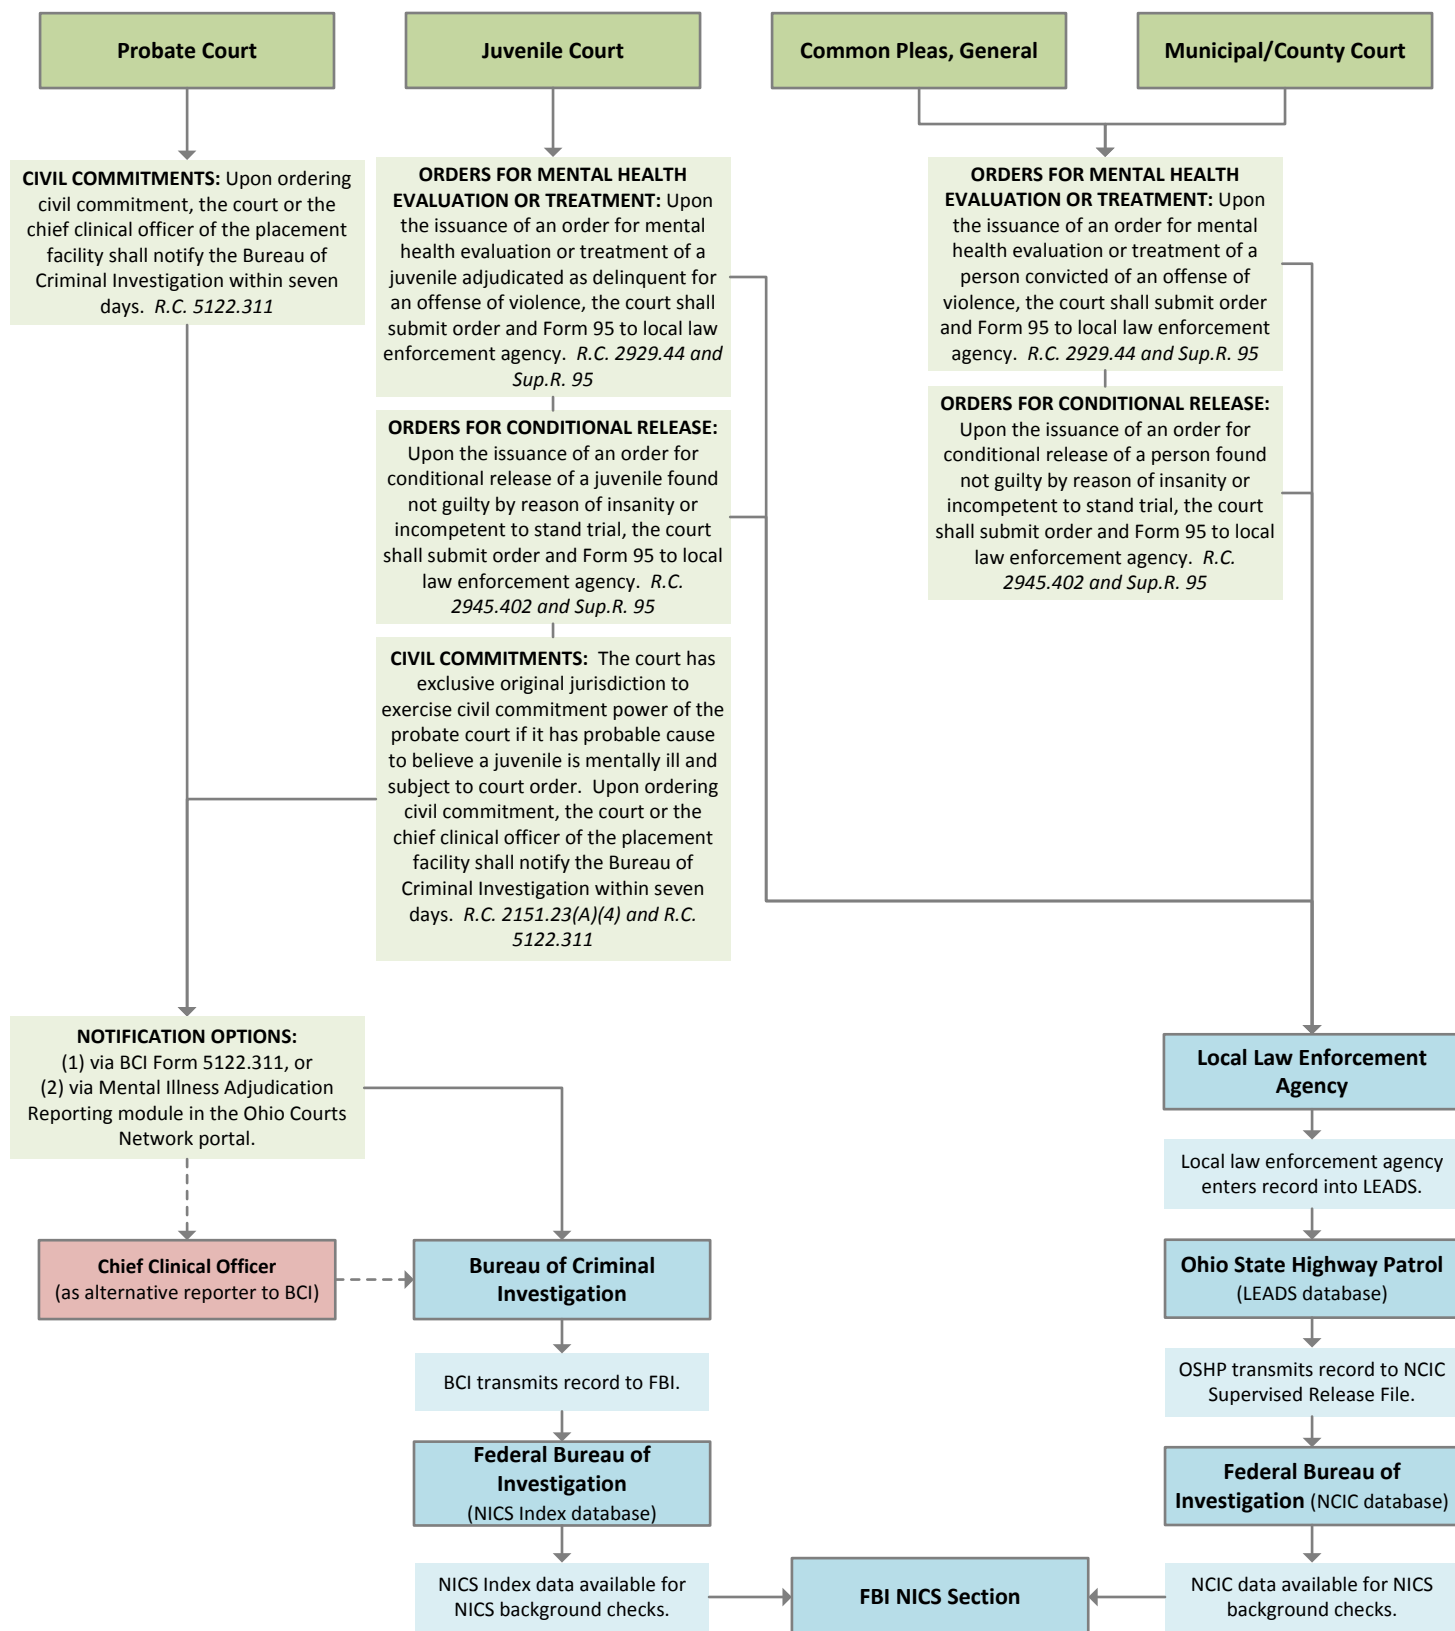 Probate Court
Juvenile Court
Common Pleas, General
Municipal/County Court
CIVIL COMMITMENTS: Upon ordering
civil commitment, the court or the
chief clinical officer of the placement
facility shall notify the Bureau of
Criminal Investigation within seven
days. R.C. 5122.311
ORDERS FOR MENTAL HEALTH
EVALUATION OR TREATMENT: Upon
the issuance of an order for mental
health evaluation or treatment of a
juvenile adjudicated as delinquent for
an offense of violence, the court shall
submit order and Form 95 to local law
enforcement agency. R.C. 2929.44 and
Sup.R. 95
ORDERS FOR CONDITIONAL RELEASE:
Upon the issuance of an order for
conditional release of a juvenile found
not guilty by reason of insanity or
incompetent to stand trial, the court
shall submit order and Form 95 to local
law enforcement agency. R.C.
2945.402 and Sup.R. 95
CIVIL COMMITMENTS: The court has
exclusive original jurisdiction to
exercise civil commitment power of the
probate court if it has probable cause
to believe a juvenile is mentally ill and
subject to court order. Upon ordering
civil commitment, the court or the
chief clinical officer of the placement
facility shall notify the Bureau of
Criminal Investigation within seven
days. R.C. 2151.23(A)(4) and R.C.
5122.311
ORDERS FOR MENTAL HEALTH
EVALUATION OR TREATMENT: Upon
the issuance of an order for mental
health evaluation or treatment of a
person convicted of an offense of
violence, the court shall submit order
and Form 95 to local law enforcement
agency. R.C. 2929.44 and Sup.R. 95
ORDERS FOR CONDITIONAL RELEASE:
Upon the issuance of an order for
conditional release of a person found
not guilty by reason of insanity or
incompetent to stand trial, the court
shall submit order and Form 95 to local
law enforcement agency. R.C.
2945.402 and Sup.R. 95
NOTIFICATION OPTIONS:
(1) via BCI Form 5122.311, or
(2) via Mental Illness Adjudication
Reporting module in the Ohio Courts
Network portal.
Chief Clinical Officer
(as alternative reporter to BCI)
Bureau of Criminal
Investigation
BCI transmits record to FBI.
Federal Bureau of
Investigation
(NICS Index database)
NICS Index data available for
NICS background checks.
FBI NICS Section
Local Law Enforcement
Agency
Local law enforcement agency
enters record into LEADS.
Ohio State Highway Patrol
(LEADS database)
OSHP transmits record to NCIC
Supervised Release File.
Federal Bureau of
Investigation (NCIC database)
NCIC data available for NICS
background checks.